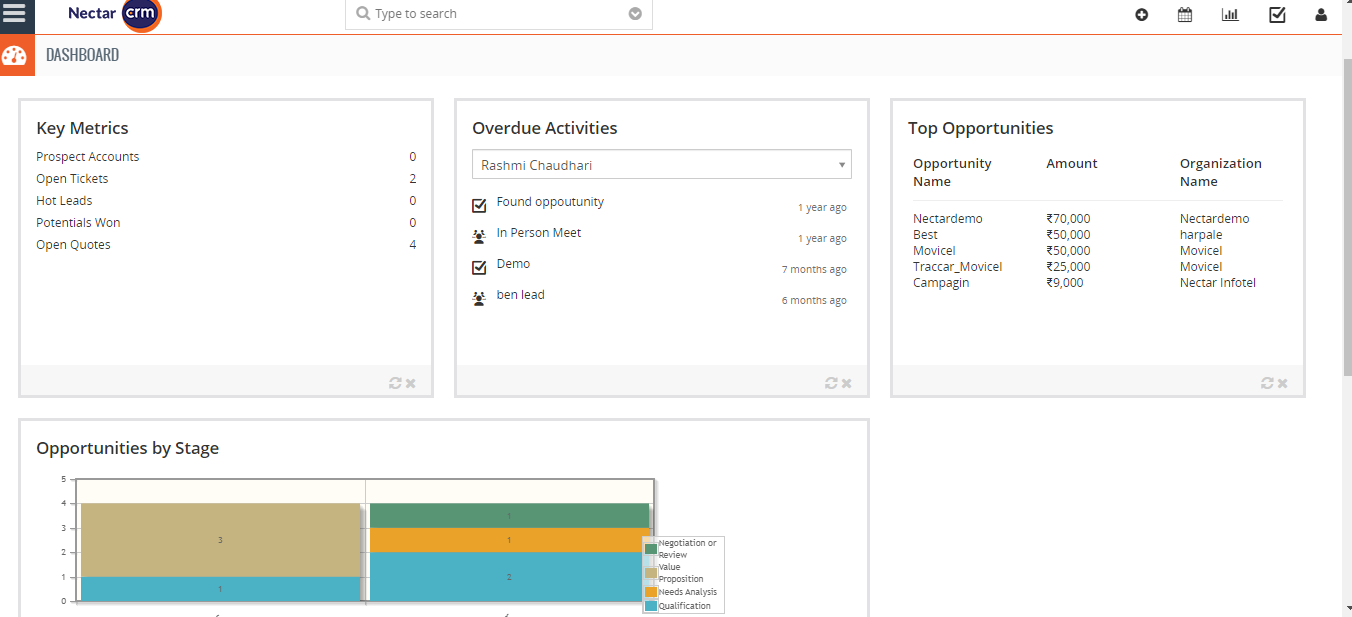 Nectar crm
Type to search
DASHBOARD
Key Metrics
Prospect Accounts 0
Open Tickets 2
Hot Leads 0
Potentials Won 0
Open Quotes 4
Overdue Activities
Rashmi Chaudhari
Found oppoutunity 1 year ago
In Person Meet 1 year ago
Demo 7 months ago
ben lead 6 months ago
Top Opportunities
Opportunity Amount Organization
Name Name
Nectardemo ₹70,000 Nectardemo
Best ₹50,000 harpale
Movicel ₹50,000 Movicel
Traccar_Movicel ₹25,000 Movicel
Campagin ₹9,000 Nectar Infotel
Opportunities by Stage
5
4
3
2
1
0
3
1
1
1
2
Negotiation or
Review
Value
Proposition
Needs Analysis
Qualification